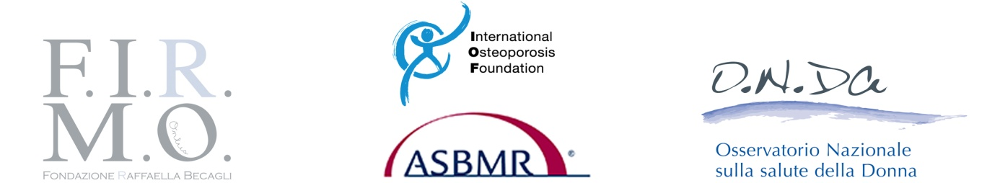 F.I.R.
M.O.
Onlus
FONDAZIONE RAFFAELLA BECAGLI
International
Osteoporosis
Foundation
ASBMR
®
O.N.Da
Osservatorio Nazionale
sulla salute della Donna